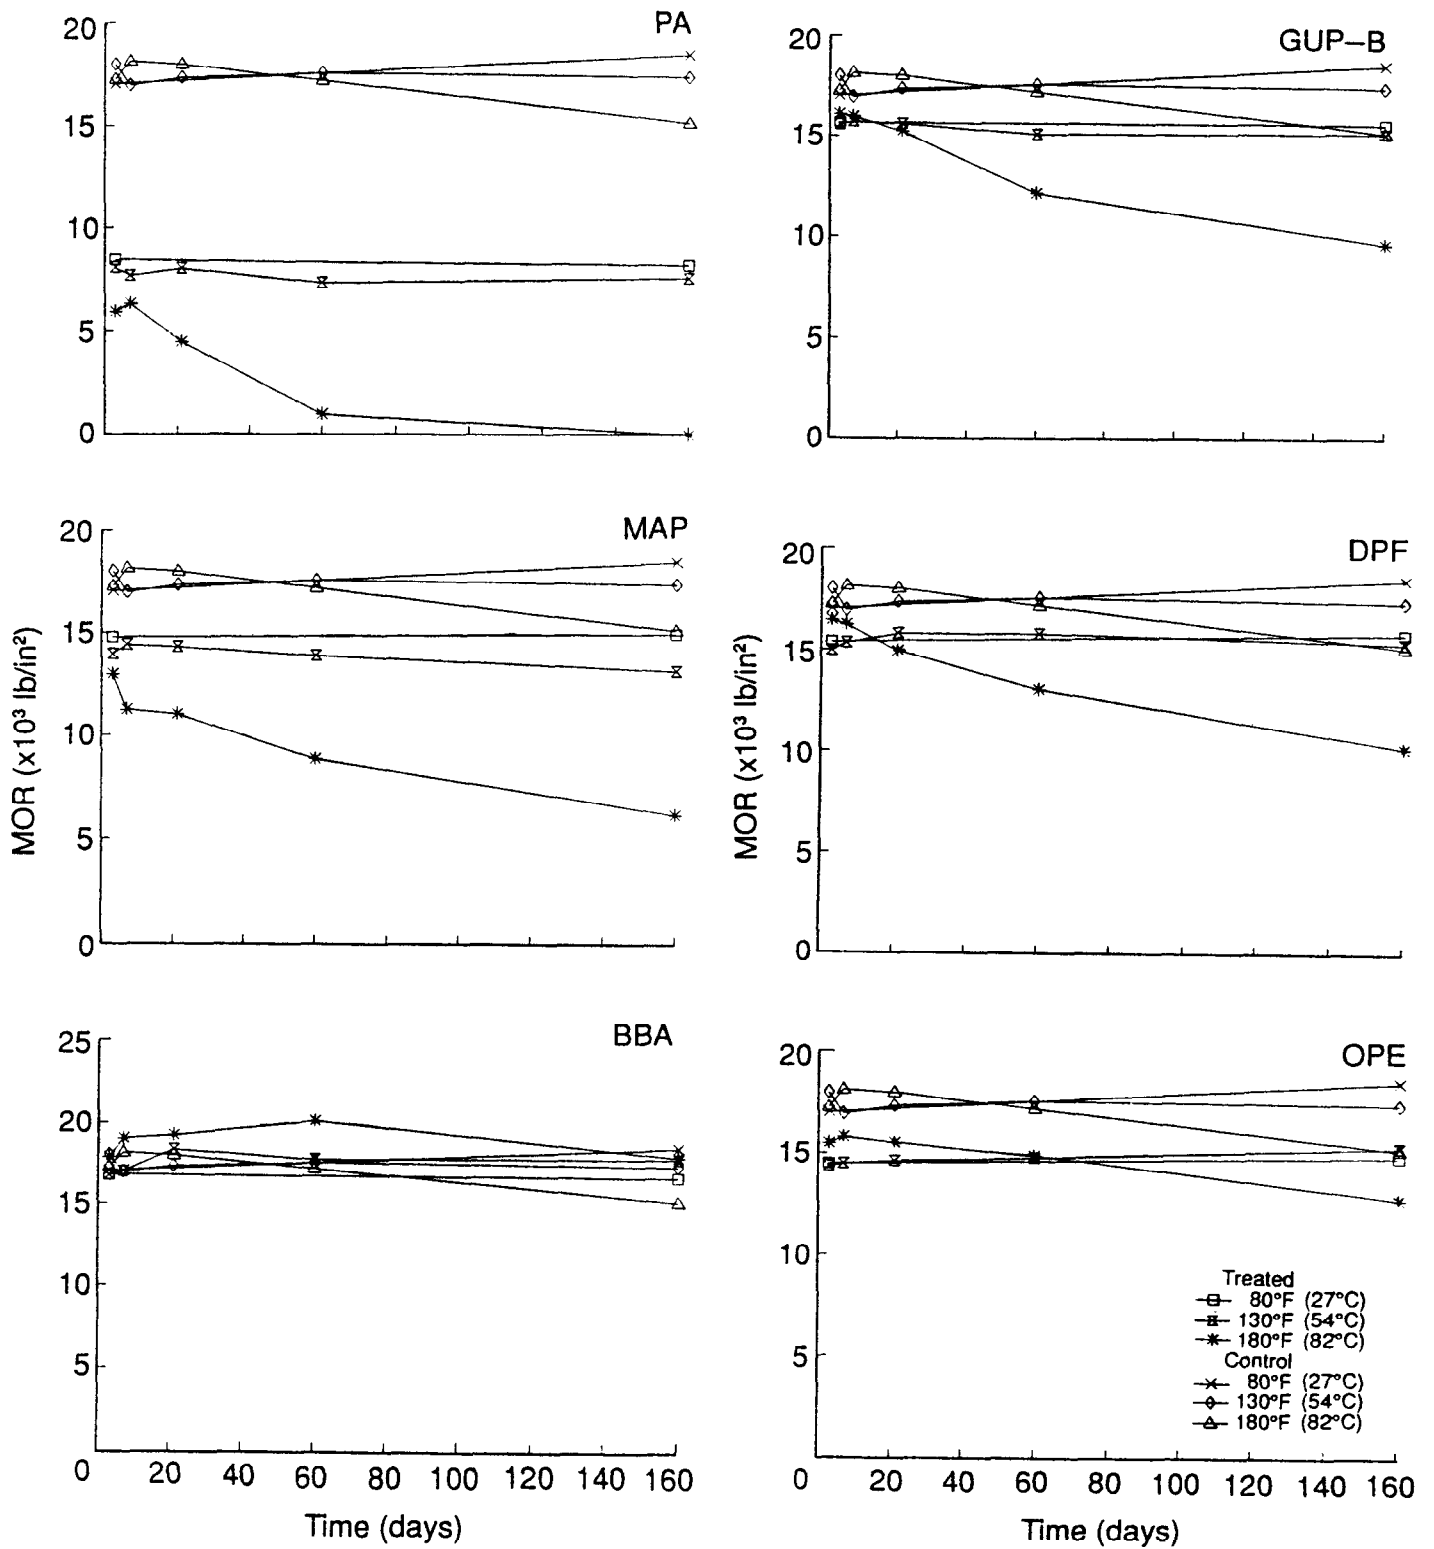 PA
20
15
10
5
0
GUP–B
20
15
10
5
0
MAP
20
15
10
5
0
MOR (x10³ lb/in²)
DPF
20
15
10
5
0
MOR (x10³ lb/in²)
BBA
25
20
15
10
5
0 20 40 60 80 100 120 140 160
Time (days)
OPE
20
15
10
5
Treated
80°F (27°C)
130°F (54°C)
180°F (82°C)
Control
80°F (27°C)
130°F (54°C)
180°F (82°C)
0 20 40 60 80 100 120 140 160
Time (days)